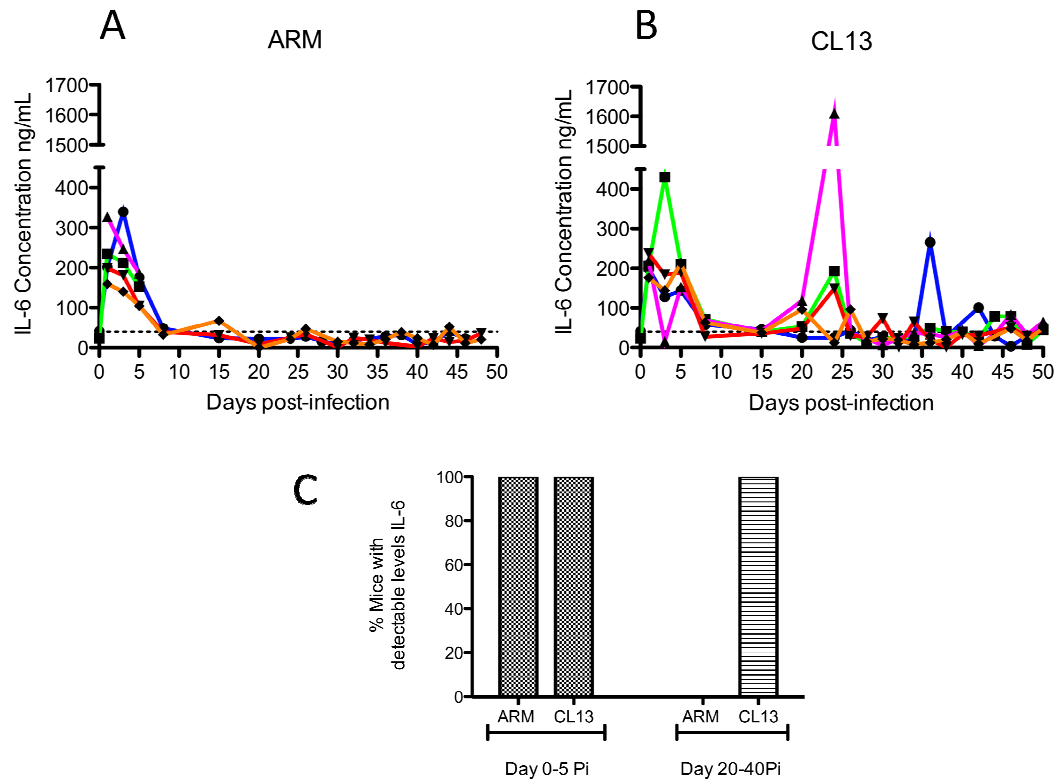 A
ARM
IL-6 Concentration ng/mL
1700
1600
1500
400
300
200
100
0
0 5 10 15 20 25 30 35 40 45 50
Days post-infection
B
CL13
IL-6 Concentration ng/mL
1700
1600
1500
400
300
200
100
0
0 5 10 15 20 25 30 35 40 45 50
Days post-infection
C
% Mice with
detectable levels IL-6
100
80
60
40
20
0
ARM CL13 ARM CL13
Day 0-5 Pi Day 20-40Pi